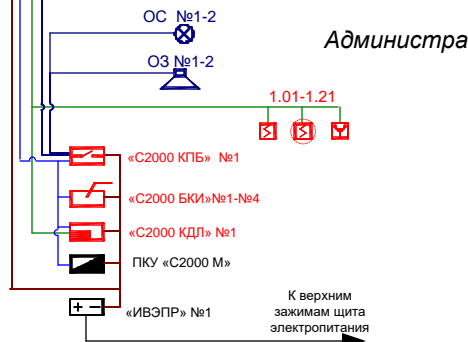 ОС №1-2
Администра
ОЗ №1-2
1.01-1.21
«С2000 КПБ» №1
«С2000 БКИ»№1-№4
«С2000 КДЛ» №1
ПКУ «С2000 М»
«ИВЭПР» №1
К верхним
зажимам щита
электропитания